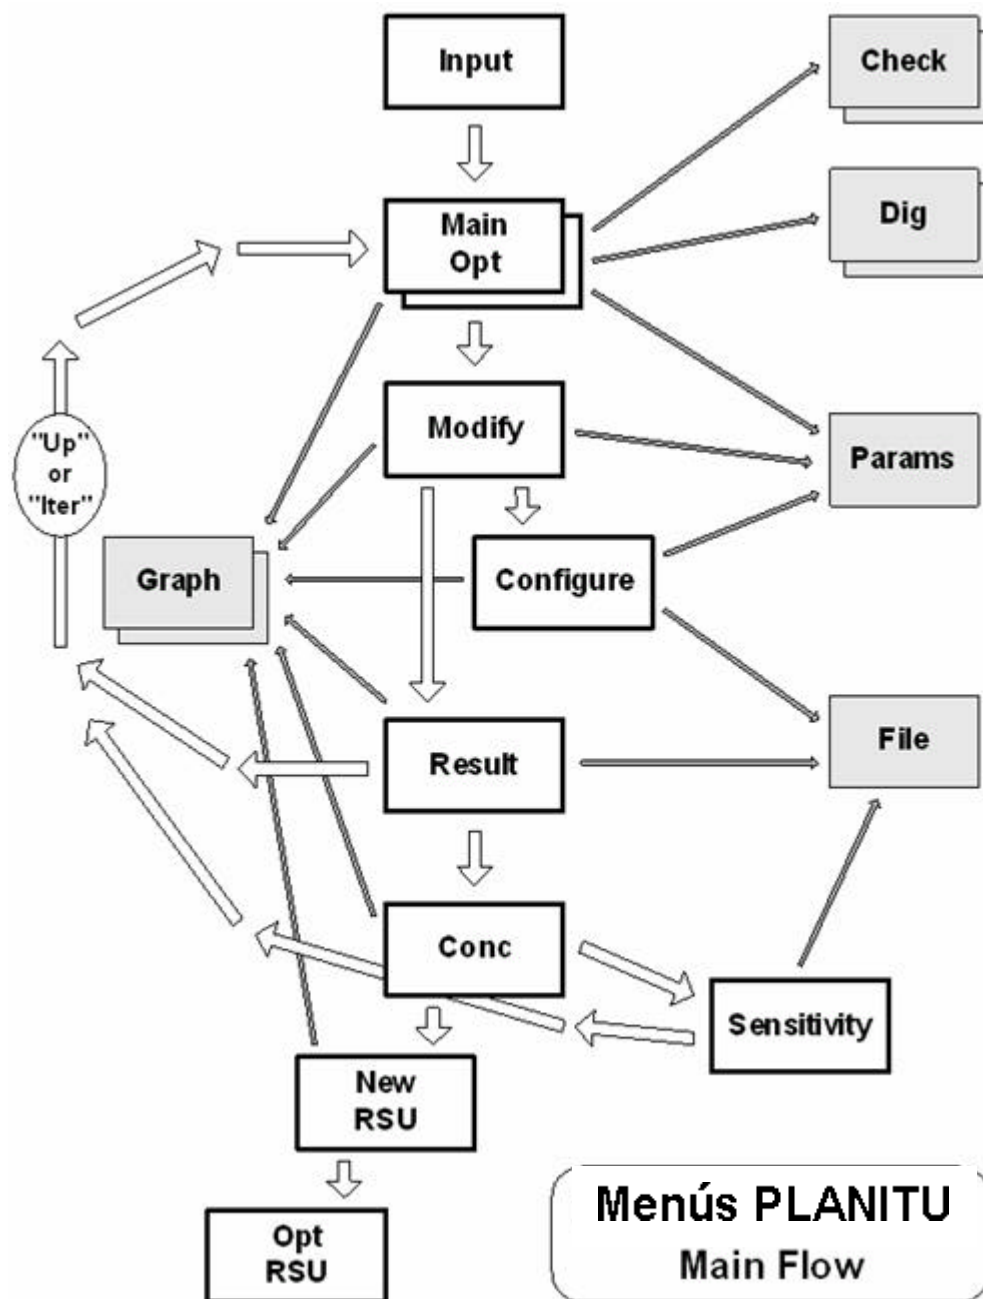 Input
Check
Main
Opt
Dig
Modify
"Up"
or
"Iter"
Params
Graph
Configure
Result
File
Conc
Sensitivity
New
RSU
Opt
RSU
Menús PLANITU
Main Flow